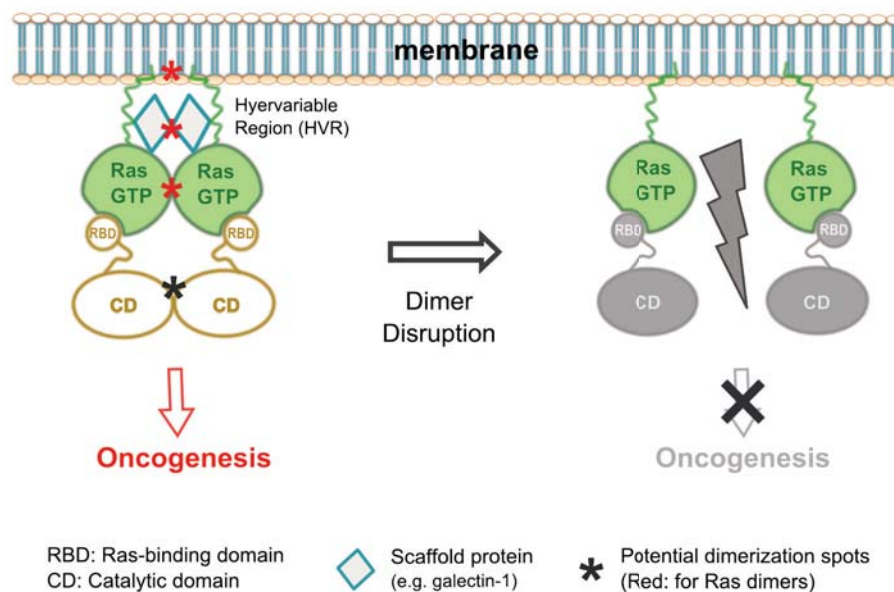 membrane
Hyervariable
Region (HVR)
Ras
GTP
Ras
GTP
Ras
GTP
Ras
GTP
RBD
RBD
RBD
RBD
CD
CD
CD
CD
Dimer
Disruption
Oncogenesis
Oncogenesis
RBD: Ras-binding domain
CD: Catalytic domain
Scaffold protein
(e.g. galectin-1)
* Potential dimerization spots
(Red: for Ras dimers)